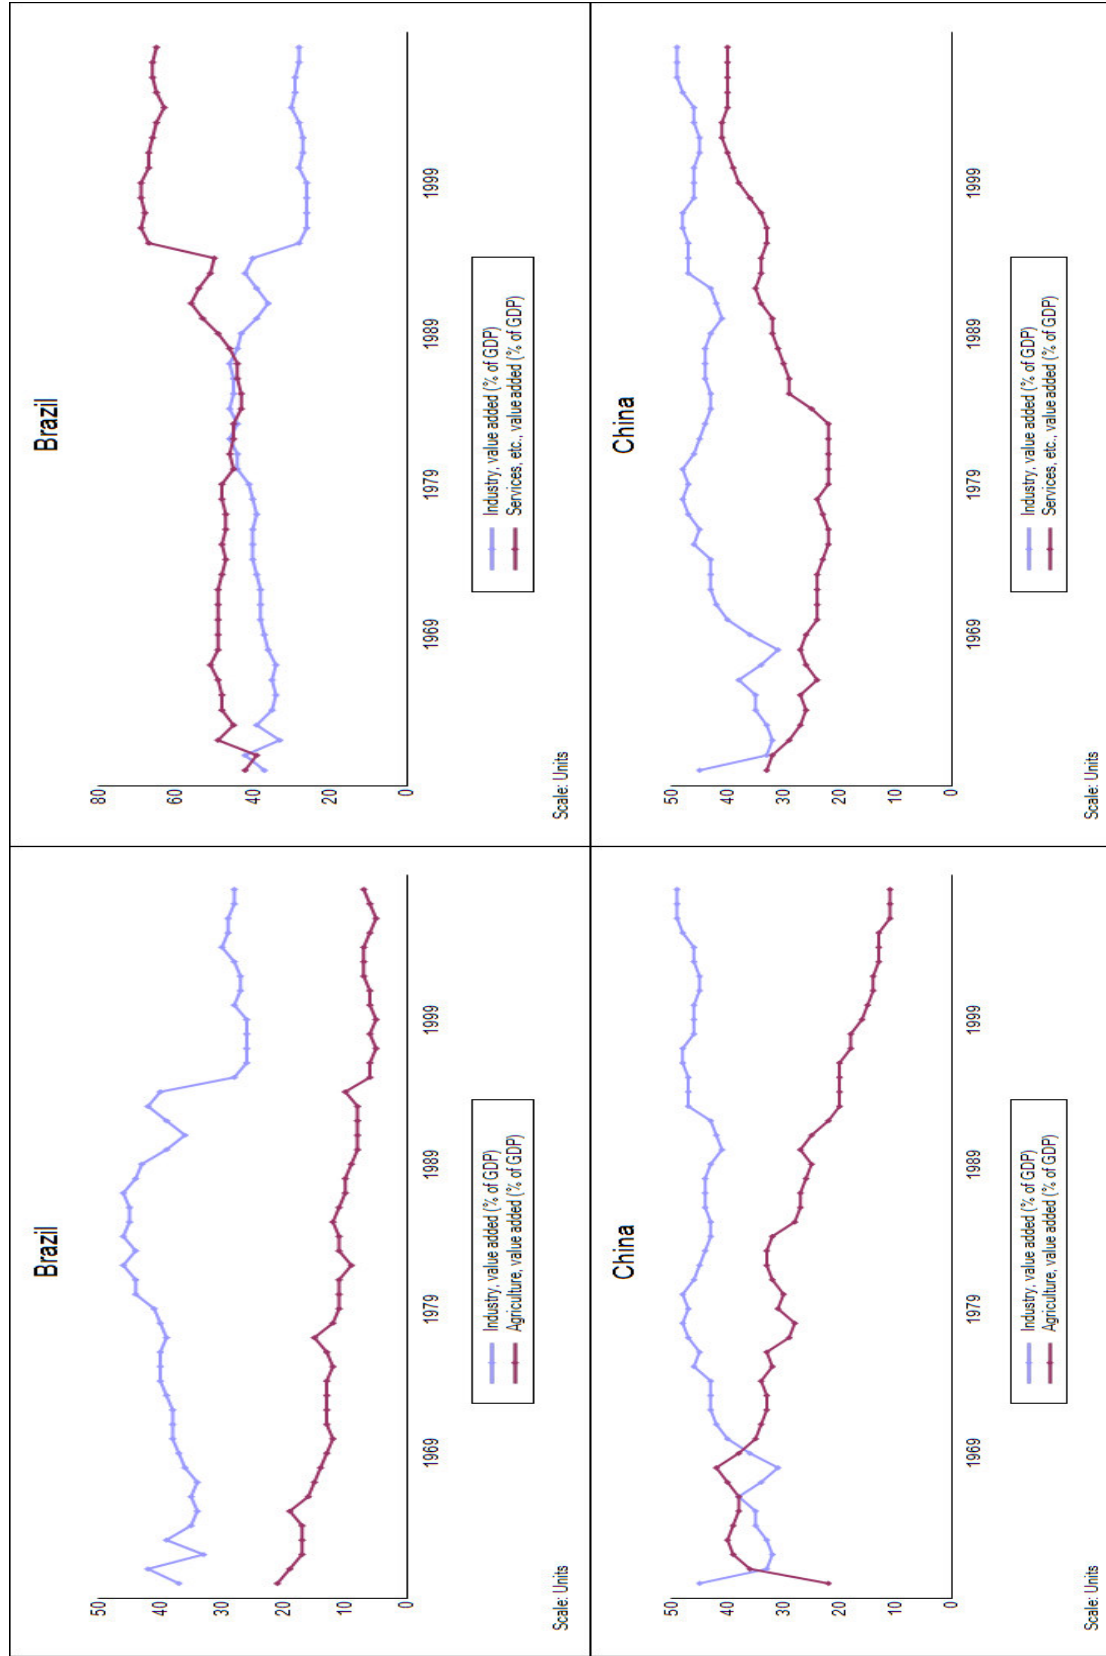 Brazil
50
40
30
20
10
0
1969
1979
1989
1999
Industry, value added (% of GDP)
Agriculture, value added (% of GDP)
Scale: Units
Brazil
80
60
40
20
0
1969
1979
1989
1999
Industry, value added (% of GDP)
Services, etc., value added (% of GDP)
Scale: Units
China
50
40
30
20
10
0
1969
1979
1989
1999
Industry, value added (% of GDP)
Agriculture, value added (% of GDP)
Scale: Units
China
50
40
30
20
10
0
1969
1979
1989
1999
Industry, value added (% of GDP)
Services, etc., value added (% of GDP)
Scale: Units